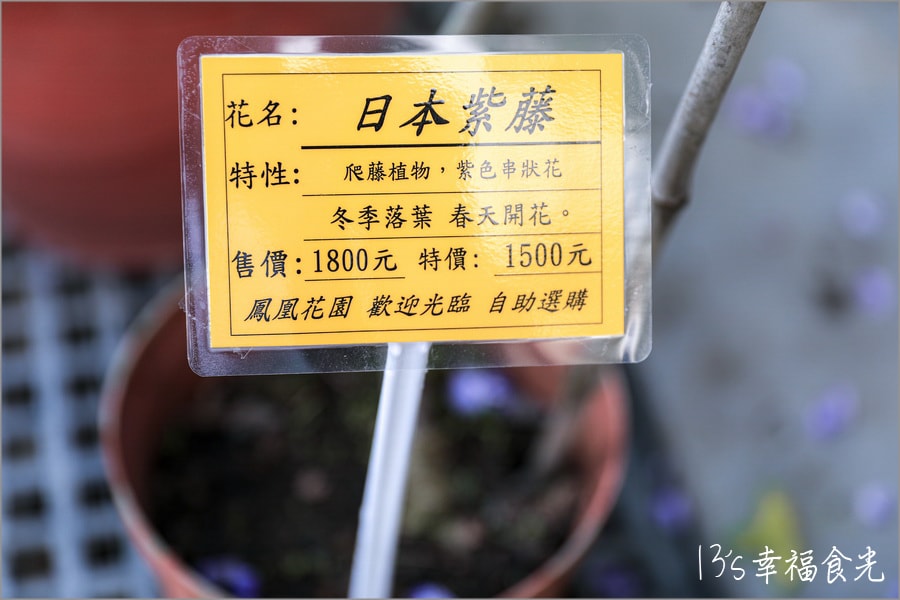 花名: 日本紫藤
特性: 爬藤植物，紫色串狀花
冬季落葉 春天開花。
售價: 1800元 特價: 1500元
鳳凰花園 歡迎光臨 自助選購
13's幸福食光